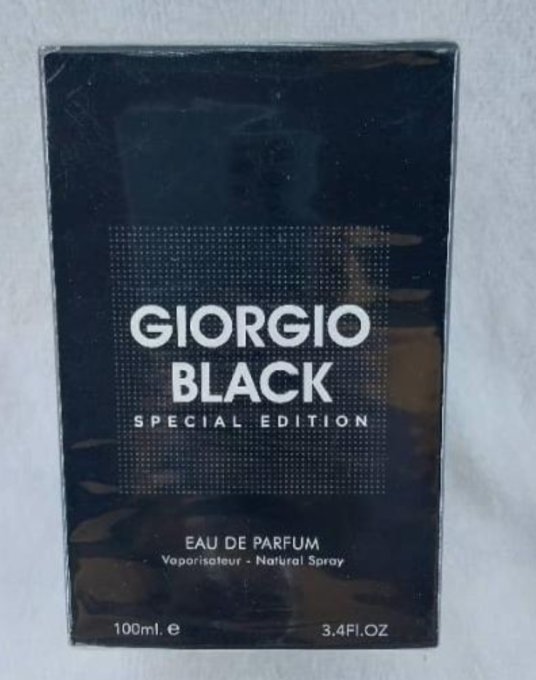 GIORGIO
BLACK
SPECIAL EDITION
EAU DE PARFUM
Vaporisateur - Natural Spray
100ml. ℮ 3.4Fl.OZ